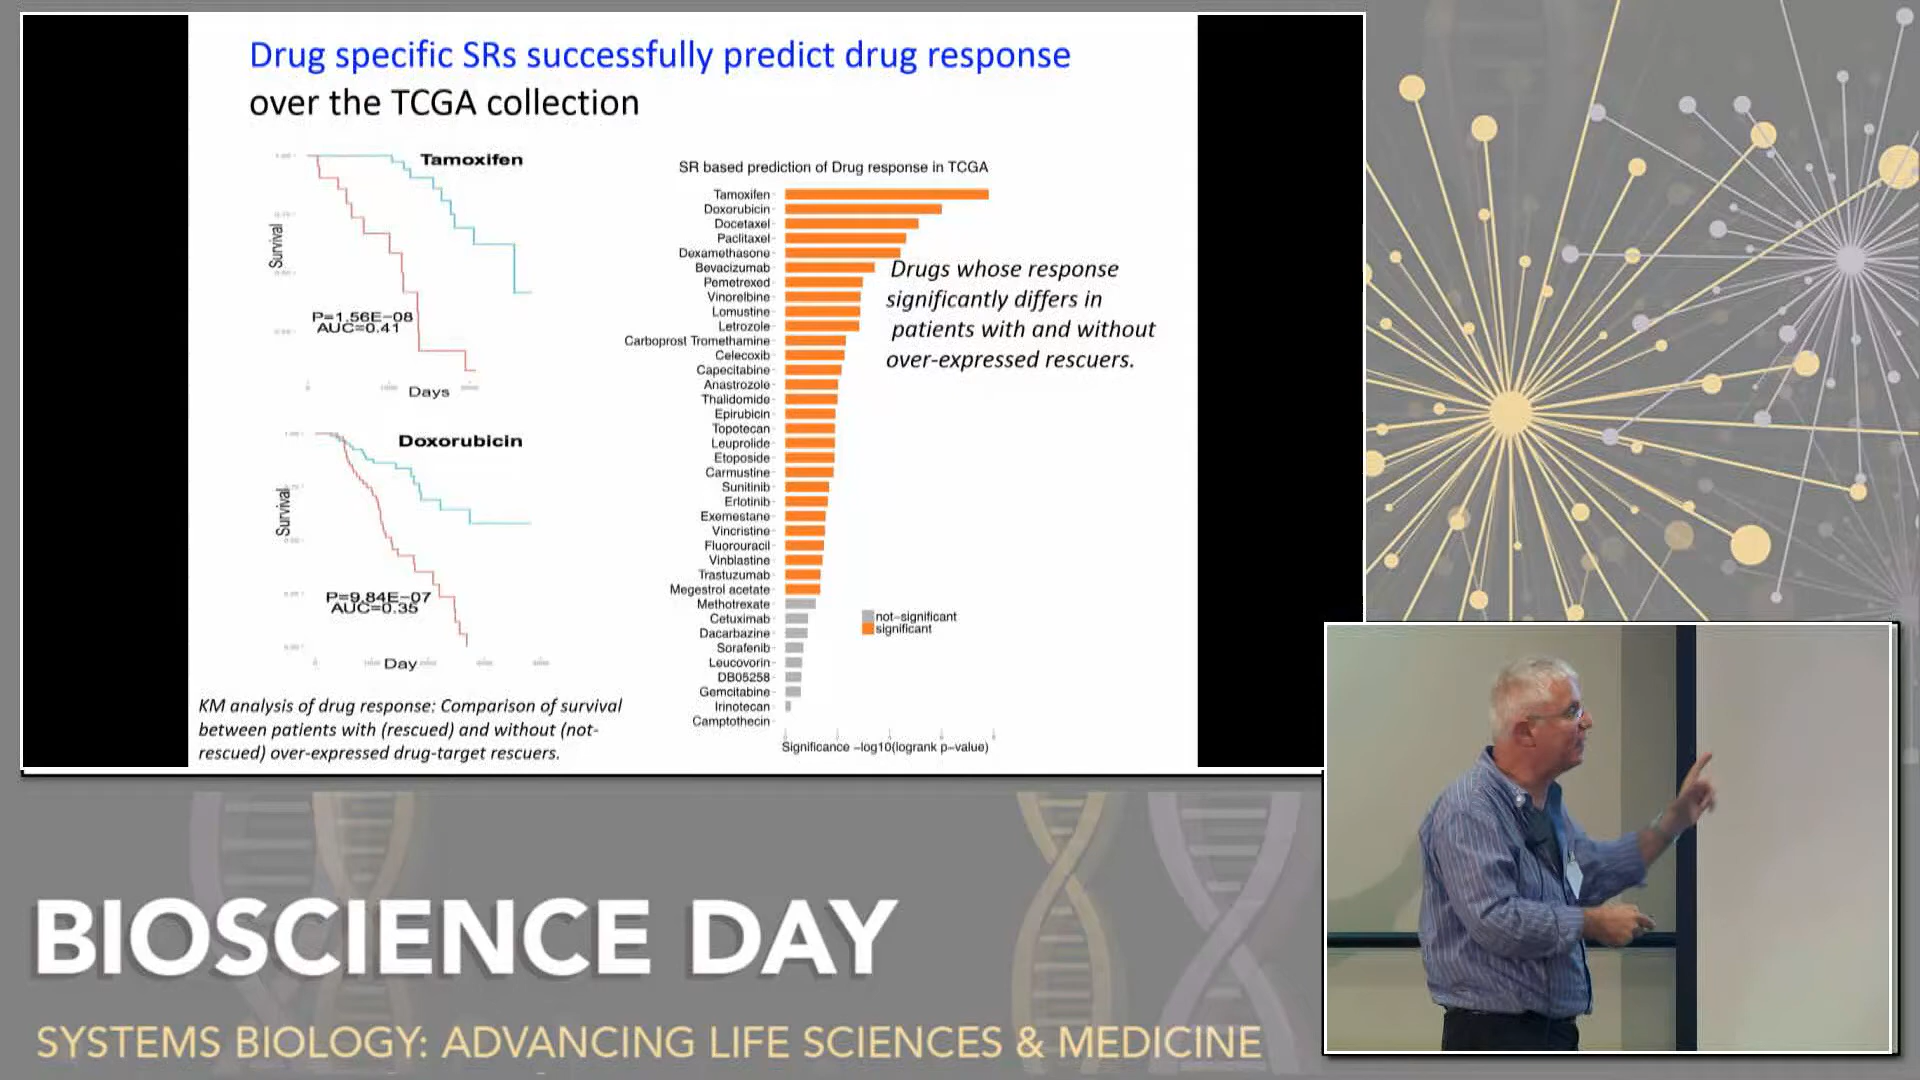 Drug specific SRs successfully predict drug response
over the TCGA collection
Tamoxifen
Survival
P=1.56E-08
AUC=0.41
Days
Doxorubicin
Survival
P=9.84E-07
AUC=0.35
Day
KM analysis of drug response: Comparison of survival
between patients with (rescued) and without (not-
rescued) over-expressed drug-target rescuers.
SR based prediction of Drug response in TCGA
Tamoxifen
Doxorubicin
Docetaxel
Paclitaxel
Dexamethasone
Bevacizumab
Pemetrexed
Vinorelbine
Lomustine
Letrozole
Carboprost Tromethamine
Celecoxib
Capecitabine
Anastrozole
Thalidomide
Epirubicin
Topotecan
Leuprolide
Etoposide
Carmustine
Sunitinib
Erlotinib
Exemestane
Vincristine
Fluorouracil
Vinblastine
Trastuzumab
Megestrol acetate
Methotrexate
Cetuximab
Dacarbazine
Sorafenib
Leucovorin
DB05258
Gemcitabine
Irinotecan
Camptothecin
Significance -log10(logrank p-value)
Drugs whose response
significantly differs in
patients with and without
over-expressed rescuers.
not-significant
significant
BIOSCIENCE DAY
SYSTEMS BIOLOGY: ADVANCING LIFE SCIENCES & MEDICINE